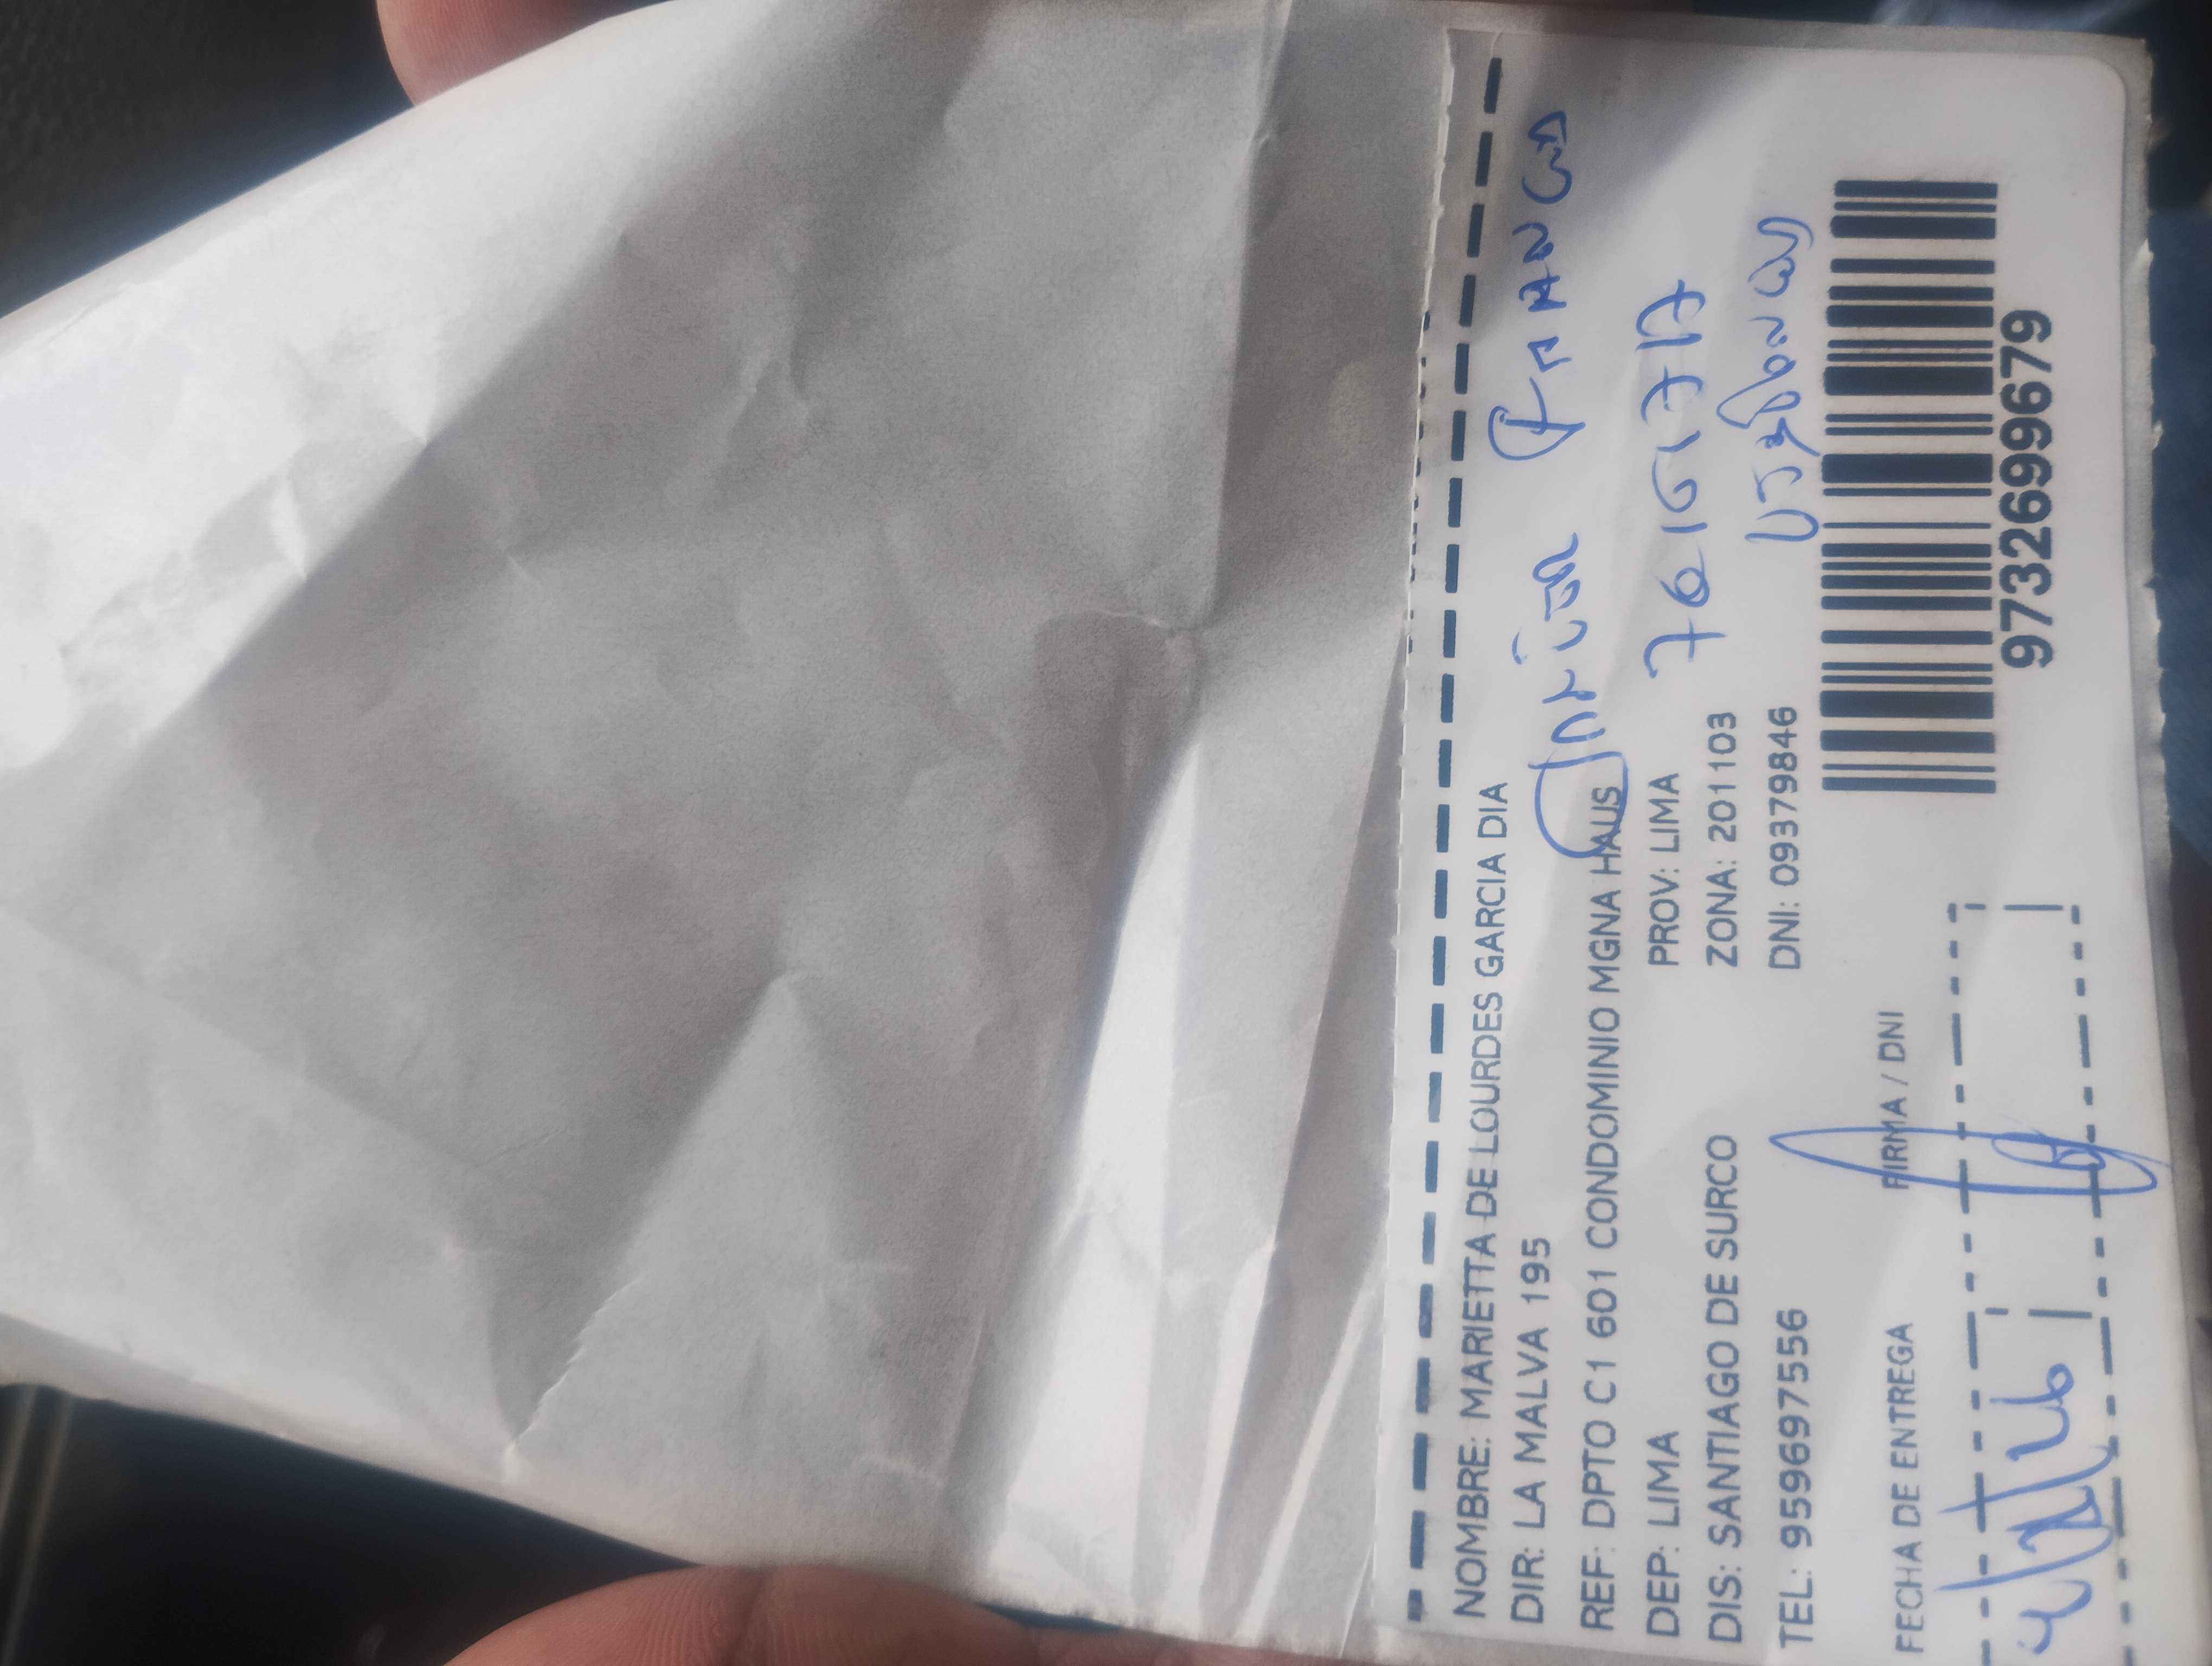 NOMBRE: MARIETTA DE LOURDES GARCIA DIA
DIR: LA MALVA 195
REF: DPTO C1 601 CONDOMINIO MGNA HAUS
DEP: LIMA PROV: LIMA
DIS: SANTIAGO DE SURCO ZONA: 201103
TEL: 959697556 DNI: 09379846
FRANCO
FECHA DE ENTREGA FIRMA / DNI
9732699679